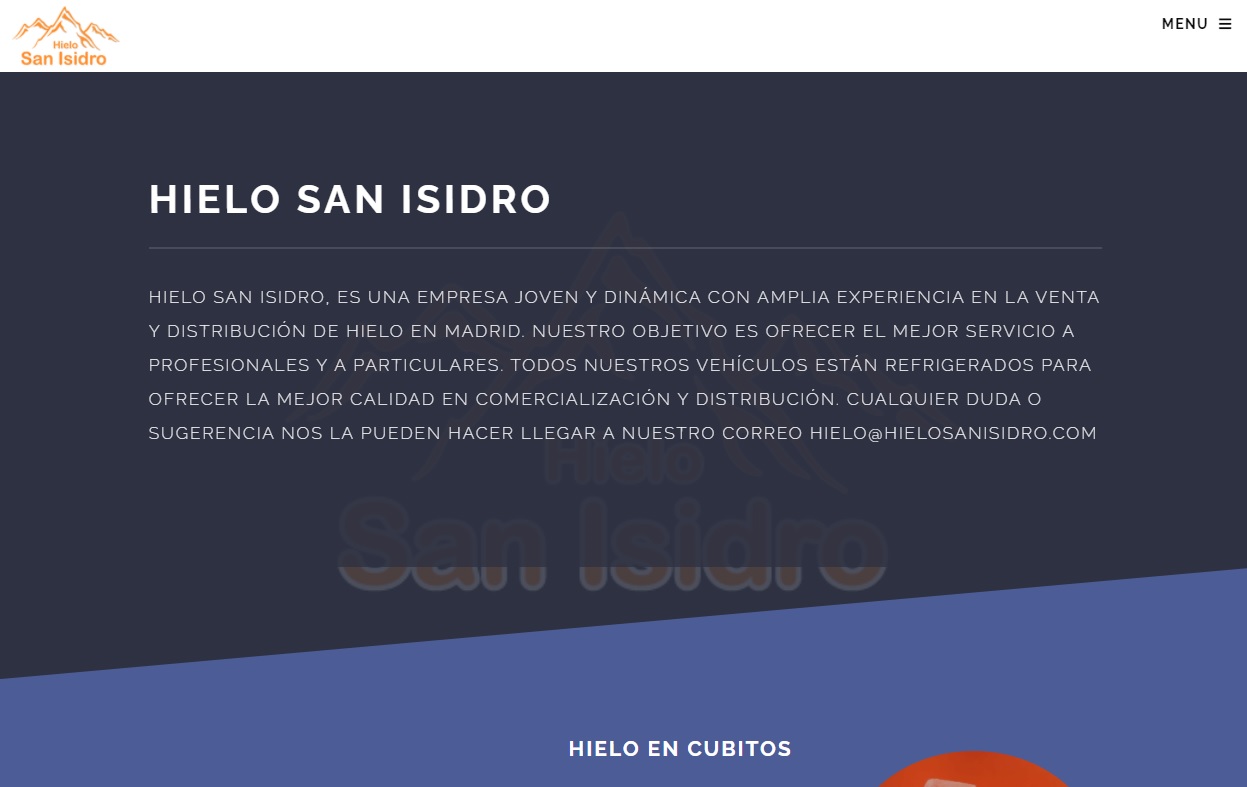 Hielo
San Isidro
MENU
HIELO SAN ISIDRO
HIELO SAN ISIDRO, ES UNA EMPRESA JOVEN Y DINÁMICA CON AMPLIA EXPERIENCIA EN LA VENTA
Y DISTRIBUCIÓN DE HIELO EN MADRID. NUESTRO OBJETIVO ES OFRECER EL MEJOR SERVICIO A
PROFESIONALES Y A PARTICULARES. TODOS NUESTROS VEHÍCULOS ESTÁN REFRIGERADOS PARA
OFRECER LA MEJOR CALIDAD EN COMERCIALIZACIÓN Y DISTRIBUCIÓN. CUALQUIER DUDA O
SUGERENCIA NOS LA PUEDEN HACER LLEGAR A NUESTRO CORREO HIELO@HIELOSANISIDRO.COM
Hielo
San Isidro
HIELO EN CUBITOS